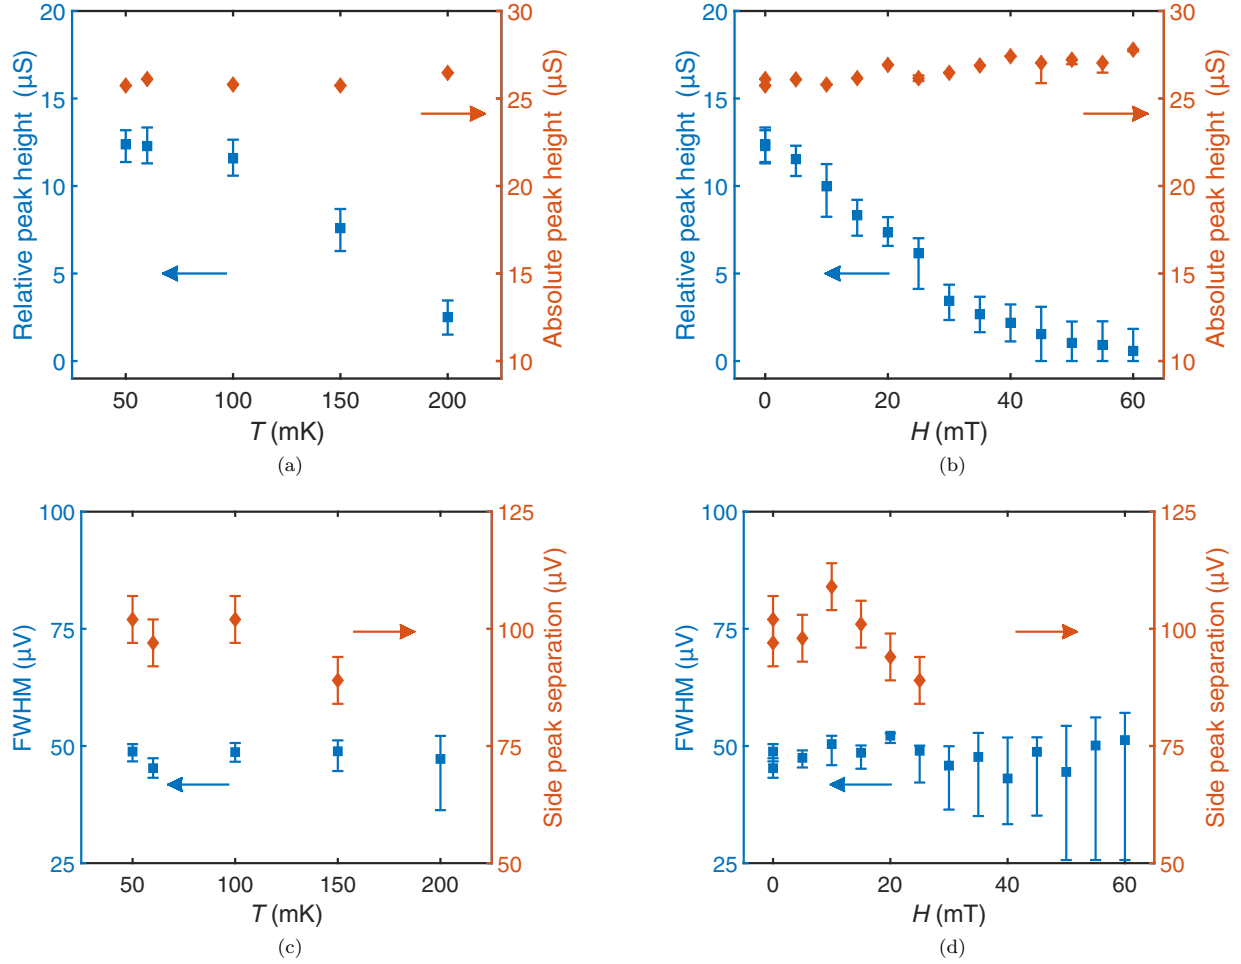 20
15
10
5
0
Relative peak height (µS)
30
25
20
15
10
Absolute peak height (µS)
50 100 150 200
T (mK)
(a)
20
15
10
5
0
Relative peak height (µS)
30
25
20
15
10
Absolute peak height (µS)
0 20 40 60
H (mT)
(b)
100
75
50
25
FWHM (µV)
125
100
75
50
Side peak separation (µV)
50 100 150 200
T (mK)
(c)
100
75
50
25
FWHM (µV)
125
100
75
50
Side peak separation (µV)
0 20 40 60
H (mT)
(d)